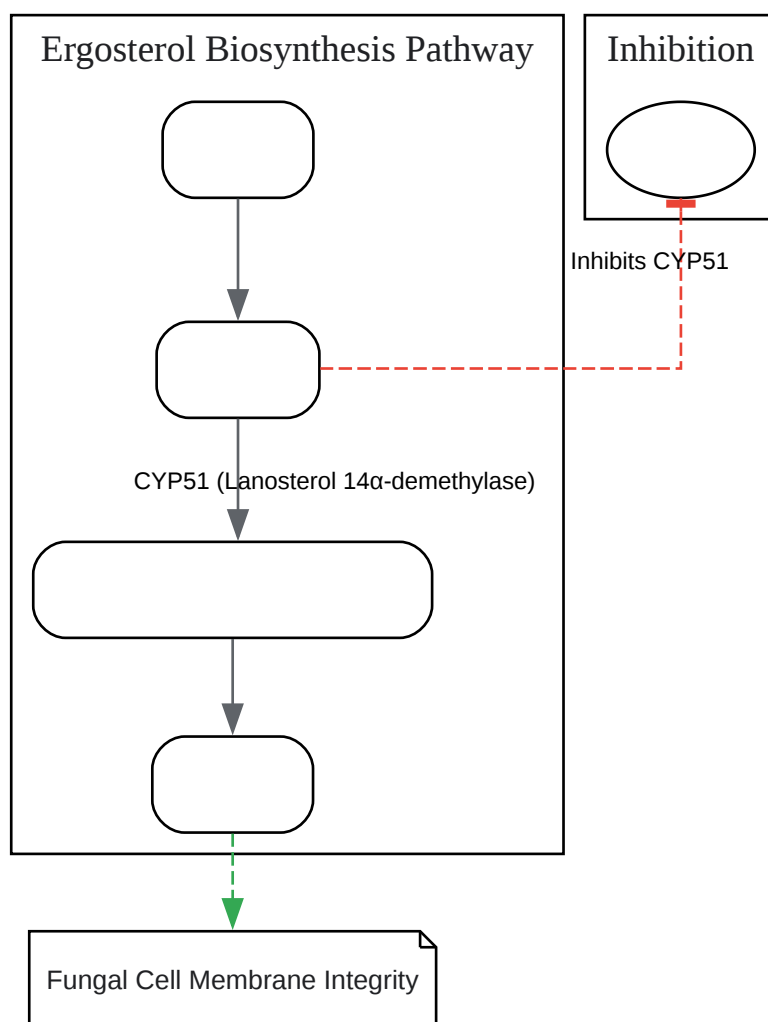 Ergosterol Biosynthesis Pathway
Inhibition
Inhibits CYP51
CYP51 (Lanosterol 14α-demethylase)
Fungal Cell Membrane Integrity